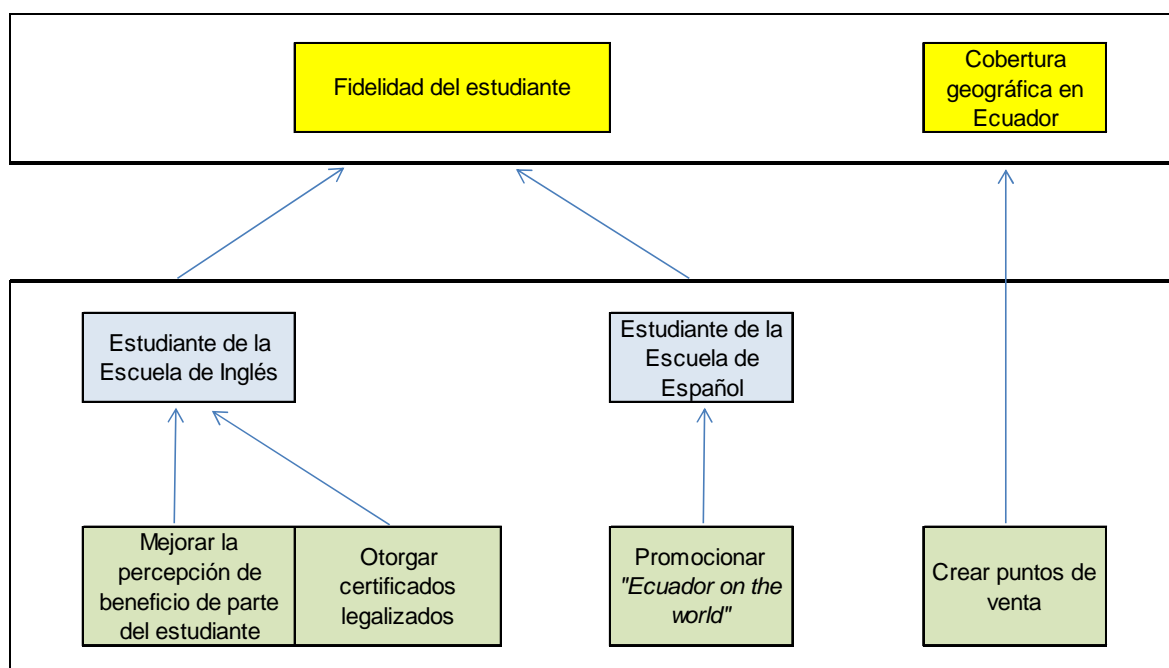 Fidelidad del estudiante
Cobertura
geográfica en
Ecuador
Estudiante de la
Escuela de Inglés
Estudiante de la
Escuela de
Español
Mejorar la
percepción de
beneficio de parte
del estudiante
Otorgar
certificados
legalizados
Promocionar
"Ecuador on the
world"
Crear puntos de
venta